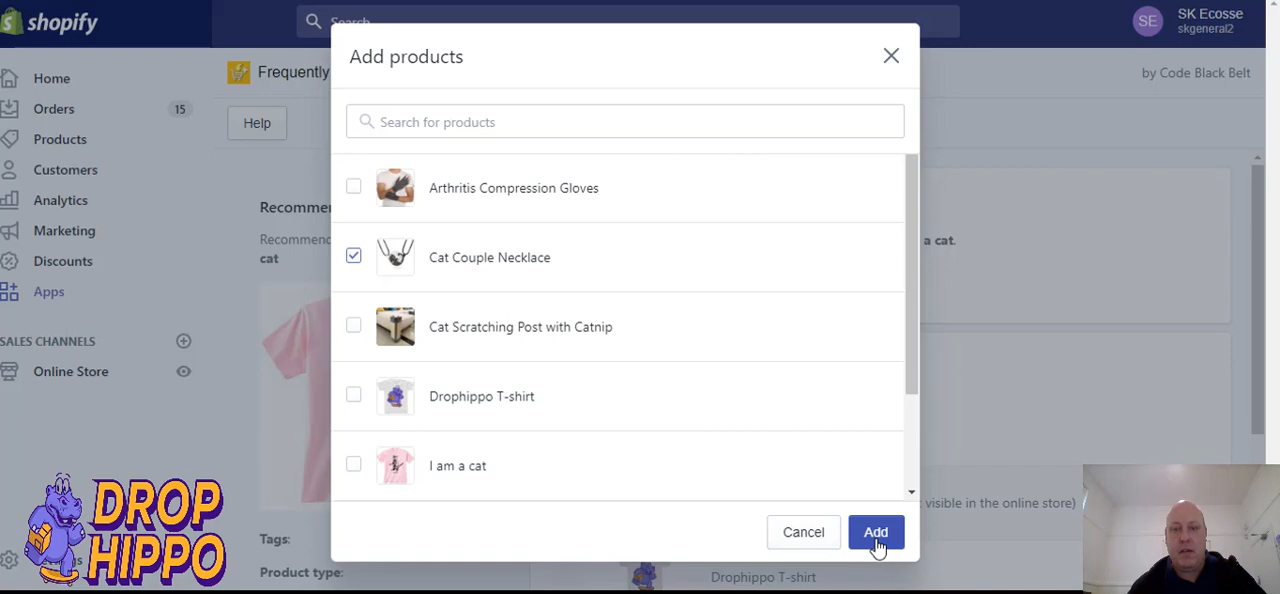 shopify
Search
SE
SK Ecosse
skgeneral2
Home
Orders
15
Products
Customers
Analytics
Marketing
Discounts
Apps
SALES CHANNELS
Online Store
Frequently
by Code Black Belt
Help
Recommen
Recommend
cat
a cat.
Add products
Search for products
Arthritis Compression Gloves
Cat Couple Necklace
Cat Scratching Post with Catnip
Drophippo T-shirt
I am a cat
Cancel
Add
visible in the online store)
Tags:
Product type:
Drophippo T-shirt
DROP
HIPPO